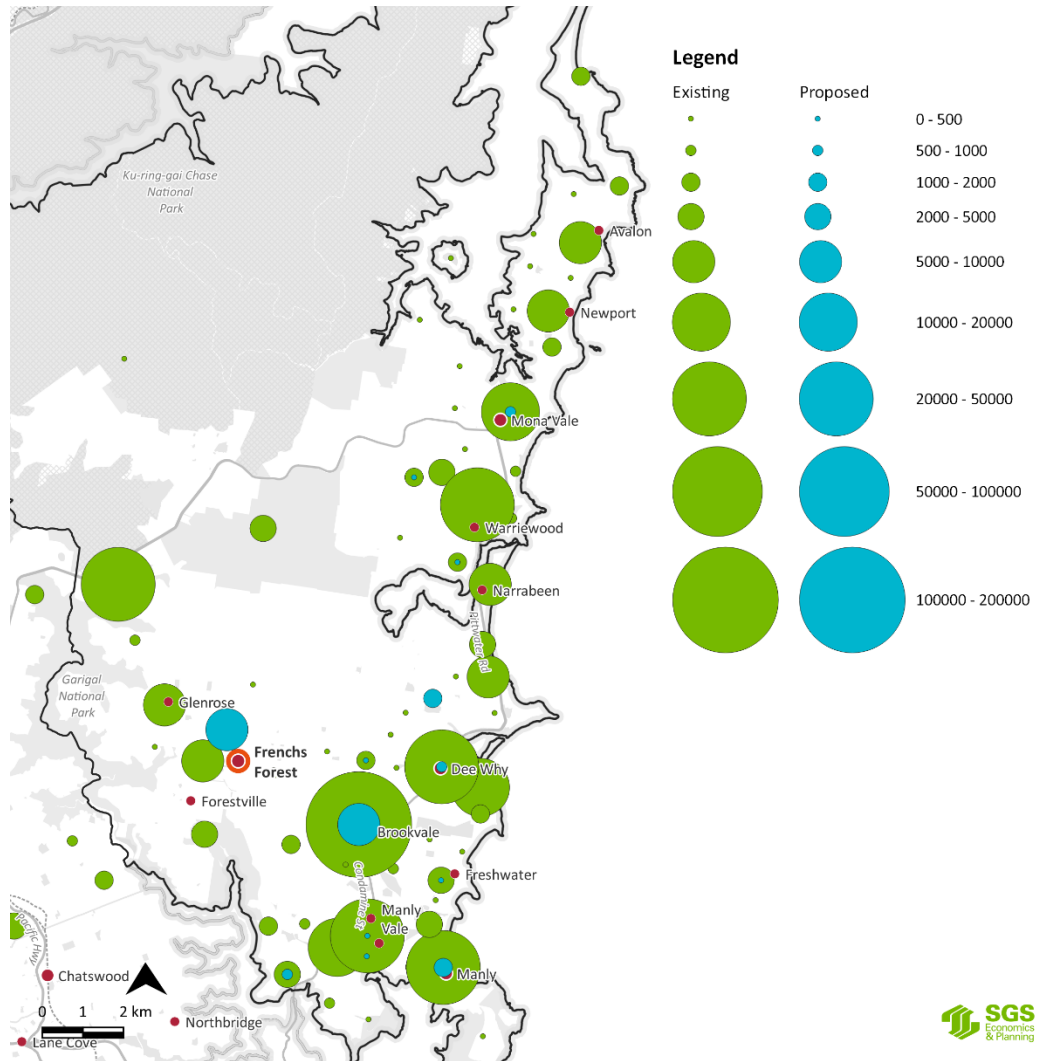 Ku-ring-gai Chase
National
Park
Avalon
Newport
Mona Vale
Warriewood
Narrabeen
Pittwater Rd
Garigal
National
Park
Glenrose
Frenchs
Forest
Dee Why
Forestville
Brookvale
Freshwater
Condamine St
Manly
Vale
Pacific Hwy
Chatswood
Manly
0 1 2 km
Northbridge
Lane Cove
Legend
Existing Proposed
0 - 500
500 - 1000
1000 - 2000
2000 - 5000
5000 - 10000
10000 - 20000
20000 - 50000
50000 - 100000
100000 - 200000
SGS
Economics
& Planning